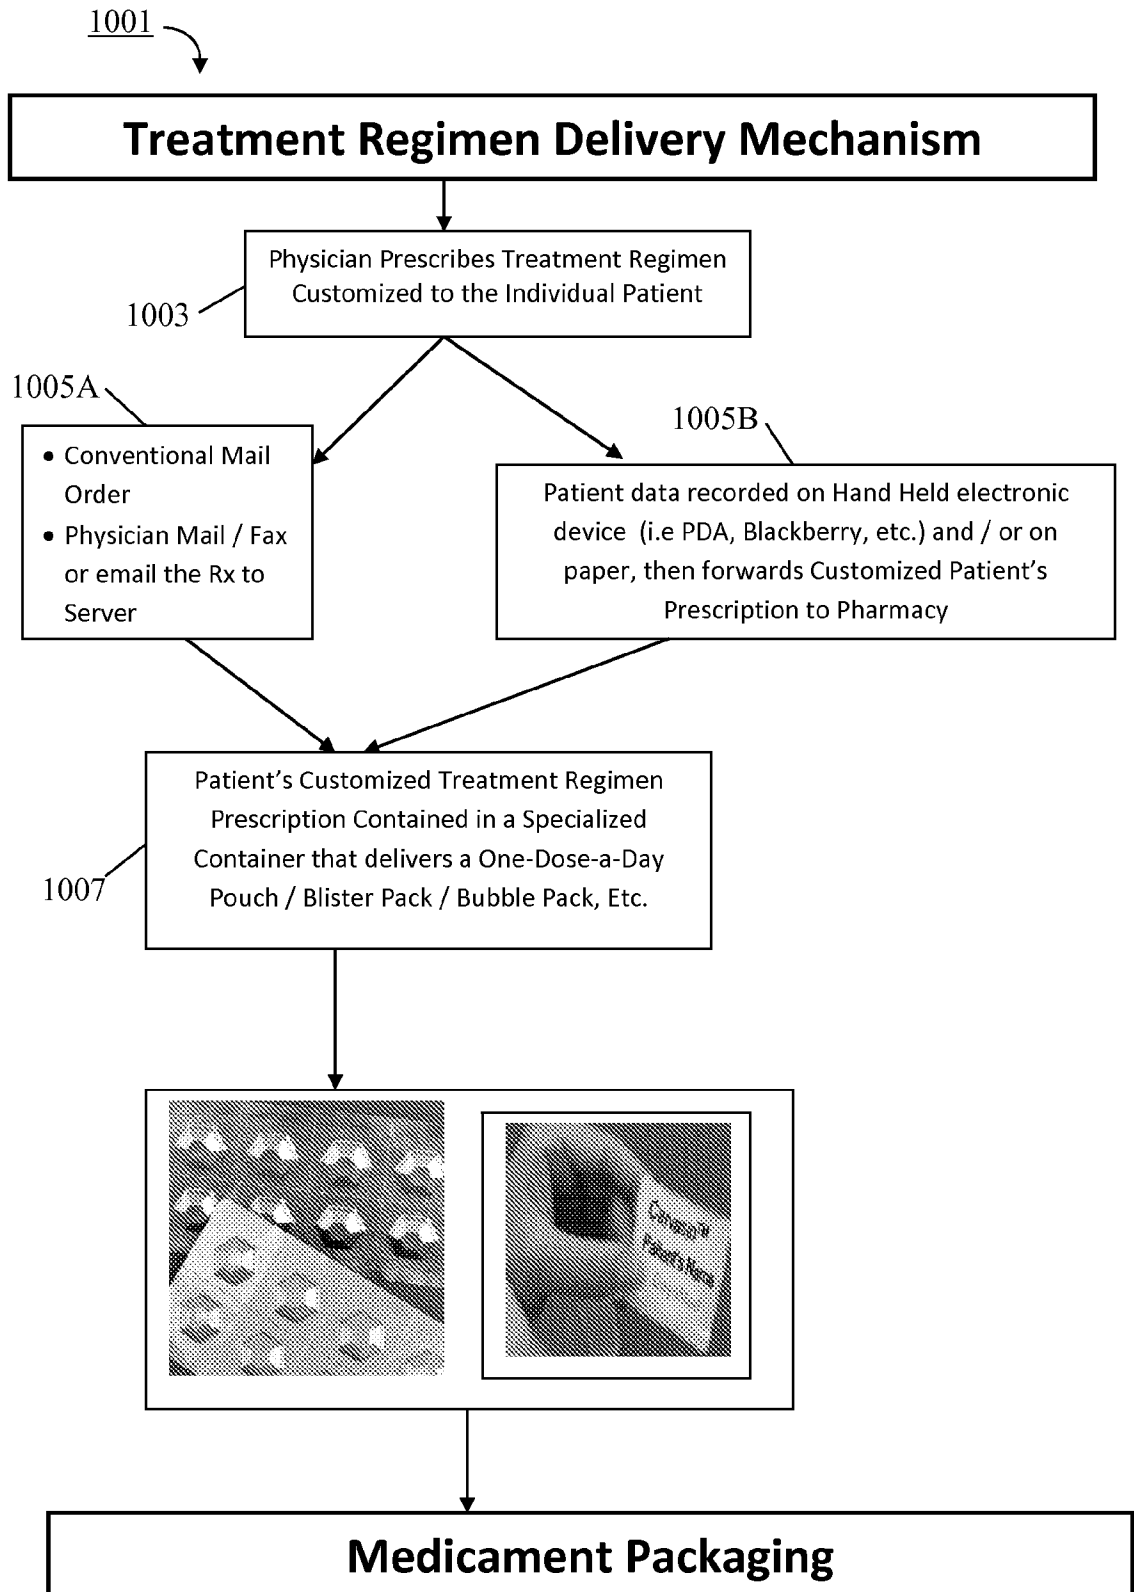 1001
Treatment Regimen Delivery Mechanism
Physician Prescribes Treatment Regimen
Customized to the Individual Patient
1003
1005A
• Conventional Mail
Order
• Physician Mail / Fax
or email the Rx to
Server
1005B
Patient data recorded on Hand Held electronic
device (i.e PDA, Blackberry, etc.) and / or on
paper, then forwards Customized Patient's
Prescription to Pharmacy
Patient's Customized Treatment Regimen
Prescription Contained in a Specialized
Container that delivers a One-Dose-a-Day
Pouch / Blister Pack / Bubble Pack, Etc.
1007
Patient's Name
Medicament Packaging